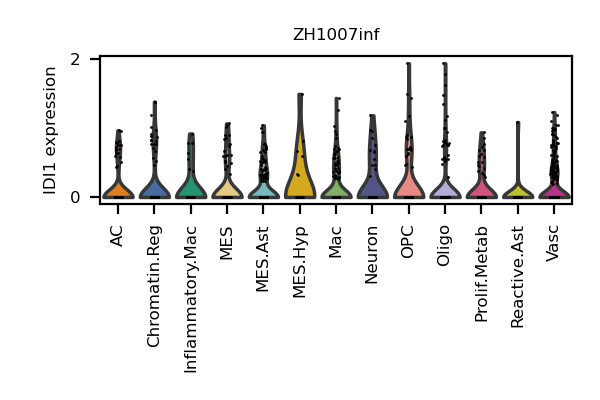 ZH1007inf
IDI1 expression
2
0
AC
Chromatin.Reg
Inflammatory.Mac
MES
MES.Ast
MES.Hyp
Mac
Neuron
OPC
Oligo
Prolif.Metab
Reactive.Ast
Vasc